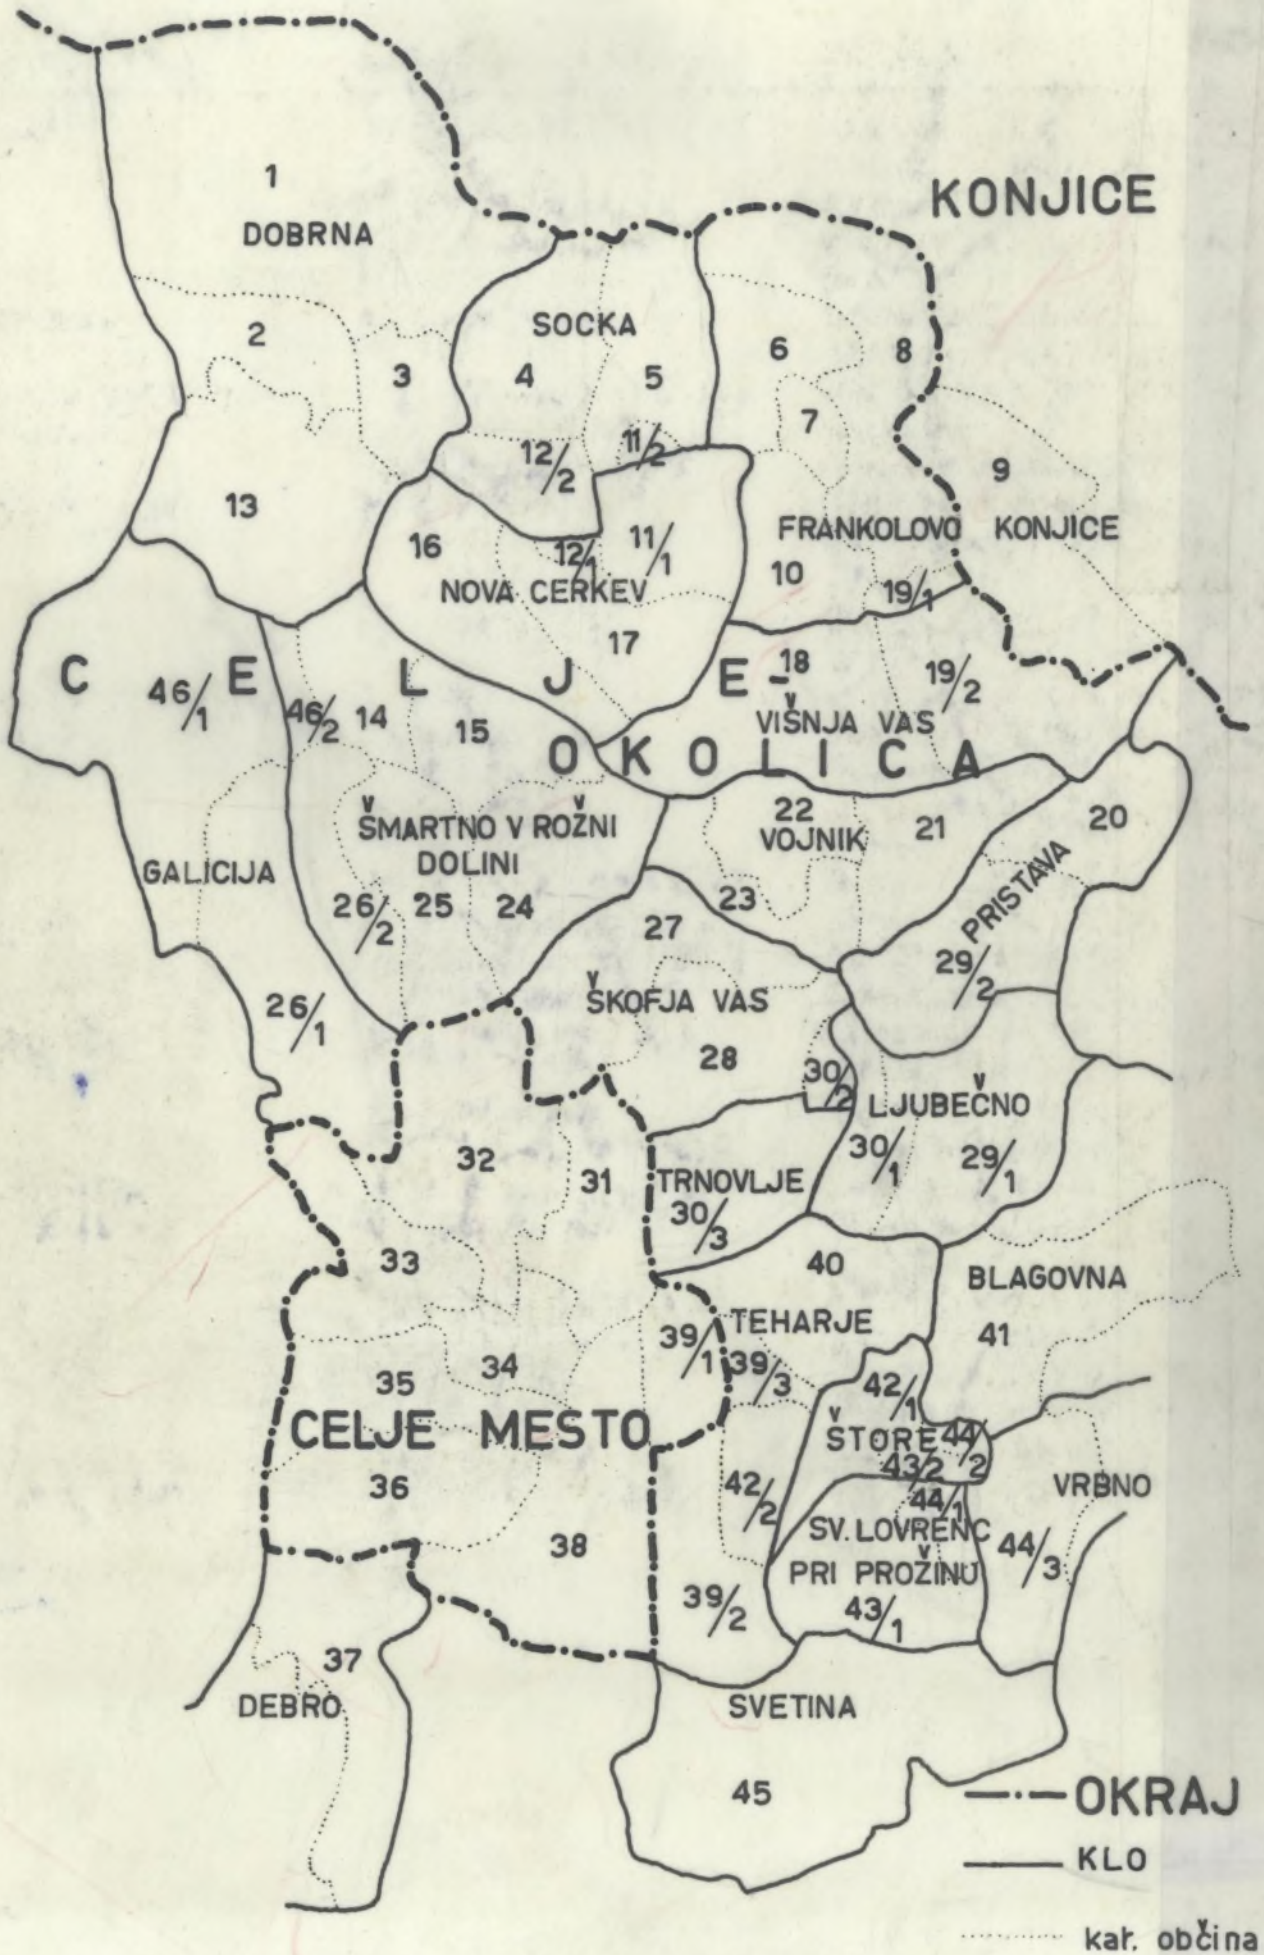 KONJICE
1
DOBRNA
2
3
SOCKA
4
5
6
8
7
12/2
11/2
9
13
16
12/1
11/1
FRANKOLOVO
KONJICE
10
19/1
NOVA CERKEV
17
C E L J E -
46/1
46/2
14
15
18
19/2
VIŠNJA VAS
OKOLICA
ŠMARTNO V ROŽNI
DOLINI
22
VOJNIK
21
20
GALICIJA
26/2
25
24
23
27
PRISTAVA
29/2
26/1
ŠKOFJA VAS
28
30/2
LJUBEČNO
30/1
29/1
32
31
TRNOVLJE
30/3
33
40
BLAGOVNA
TEHARJE
39/1
39/3
41
34
35
42/1
CELJE MESTO
ŠTORE
44/2
43/2
36
42/2
44/1
VRBNO
38
SV. LOVRENC
PRI PROŽINU
44/3
39/2
43/1
37
DEBRO
SVETINA
45
OKRAJ
KLO
kat. občina